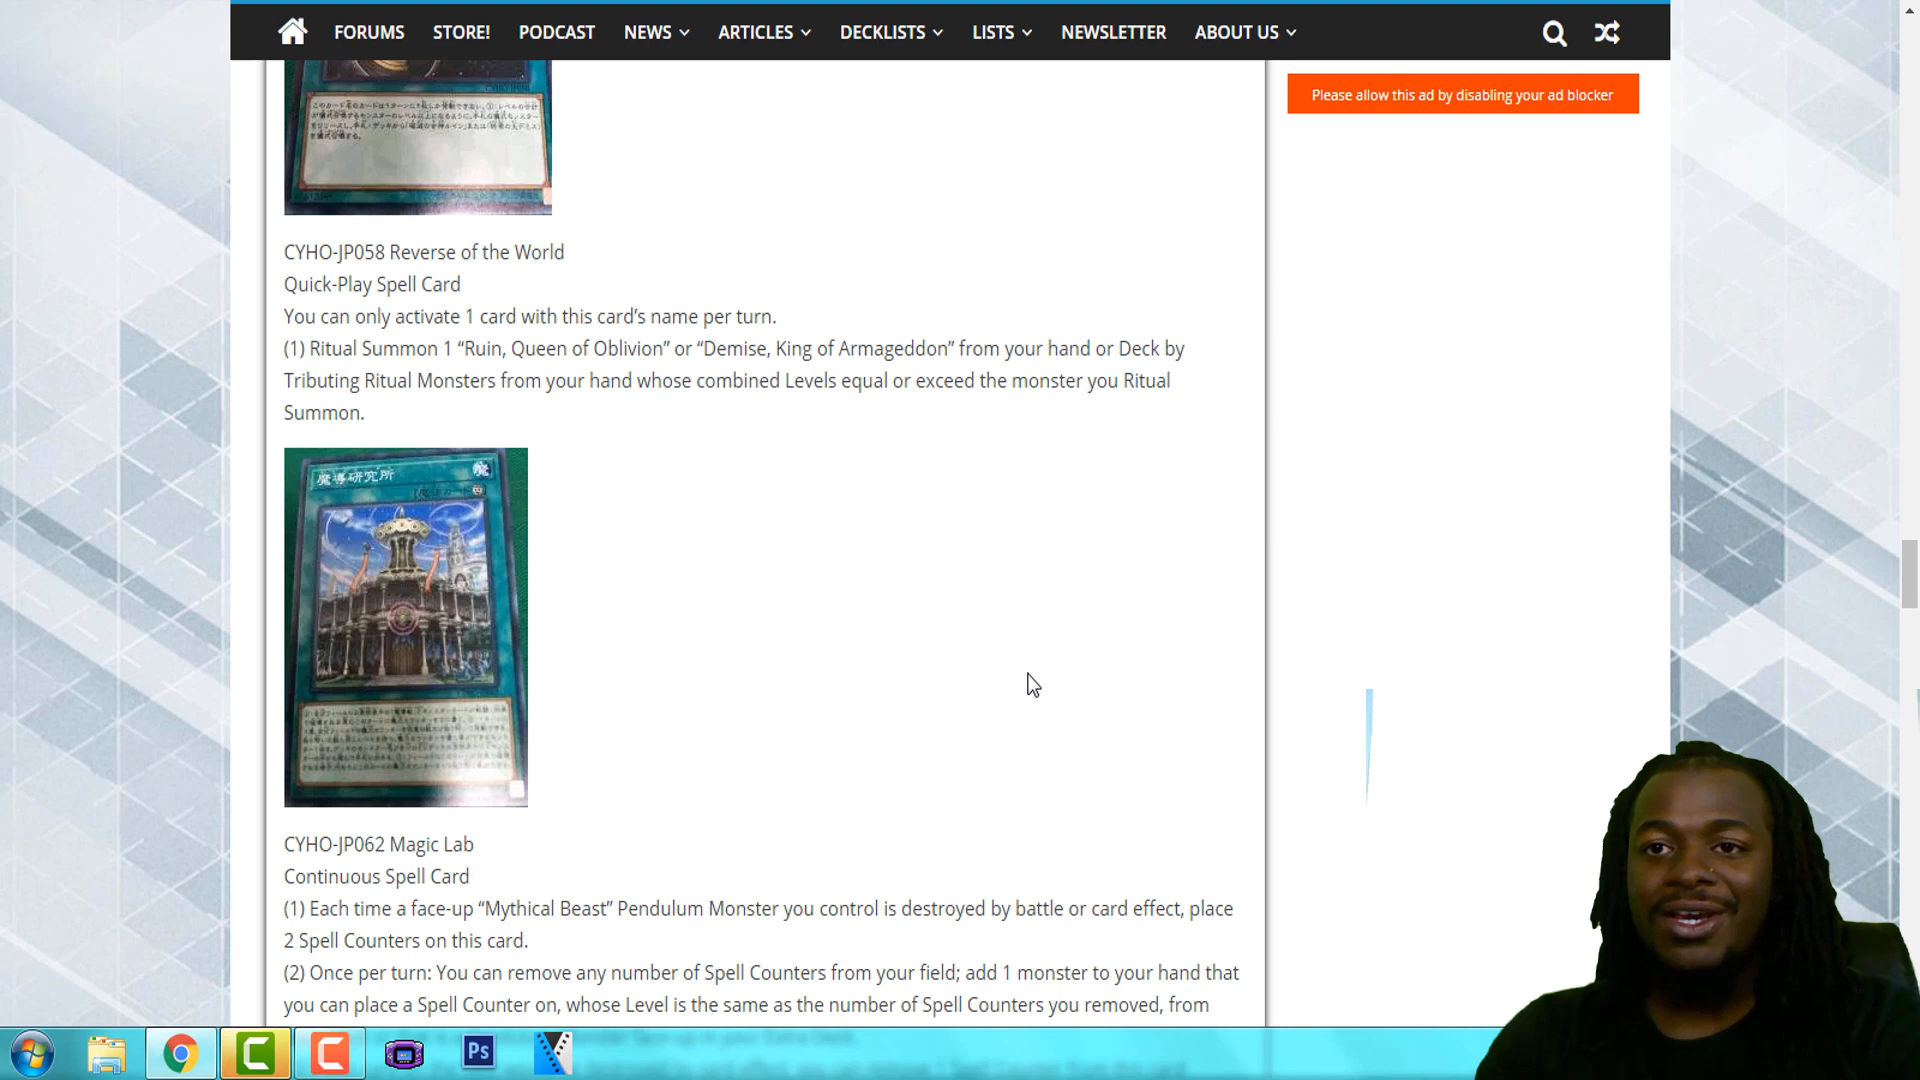 FORUMS STORE! PODCAST NEWS ARTICLES DECKLISTS LISTS NEWSLETTER ABOUT US
Please allow this ad by disabling your ad blocker
CYHO-JP058 Reverse of the World
Quick-Play Spell Card
You can only activate 1 card with this card’s name per turn.
(1) Ritual Summon 1 “Ruin, Queen of Oblivion” or “Demise, King of Armageddon” from your hand or Deck by
Tributing Ritual Monsters from your hand whose combined Levels equal or exceed the monster you Ritual
Summon.
魔導研究所
魔
CYHO-JP062 Magic Lab
Continuous Spell Card
(1) Each time a face-up “Mythical Beast” Pendulum Monster you control is destroyed by battle or card effect, place
2 Spell Counters on this card.
(2) Once per turn: You can remove any number of Spell Counters from your field; add 1 monster to your hand that
you can place a Spell Counter on, whose Level is the same as the number of Spell Counters you removed, from
Ps